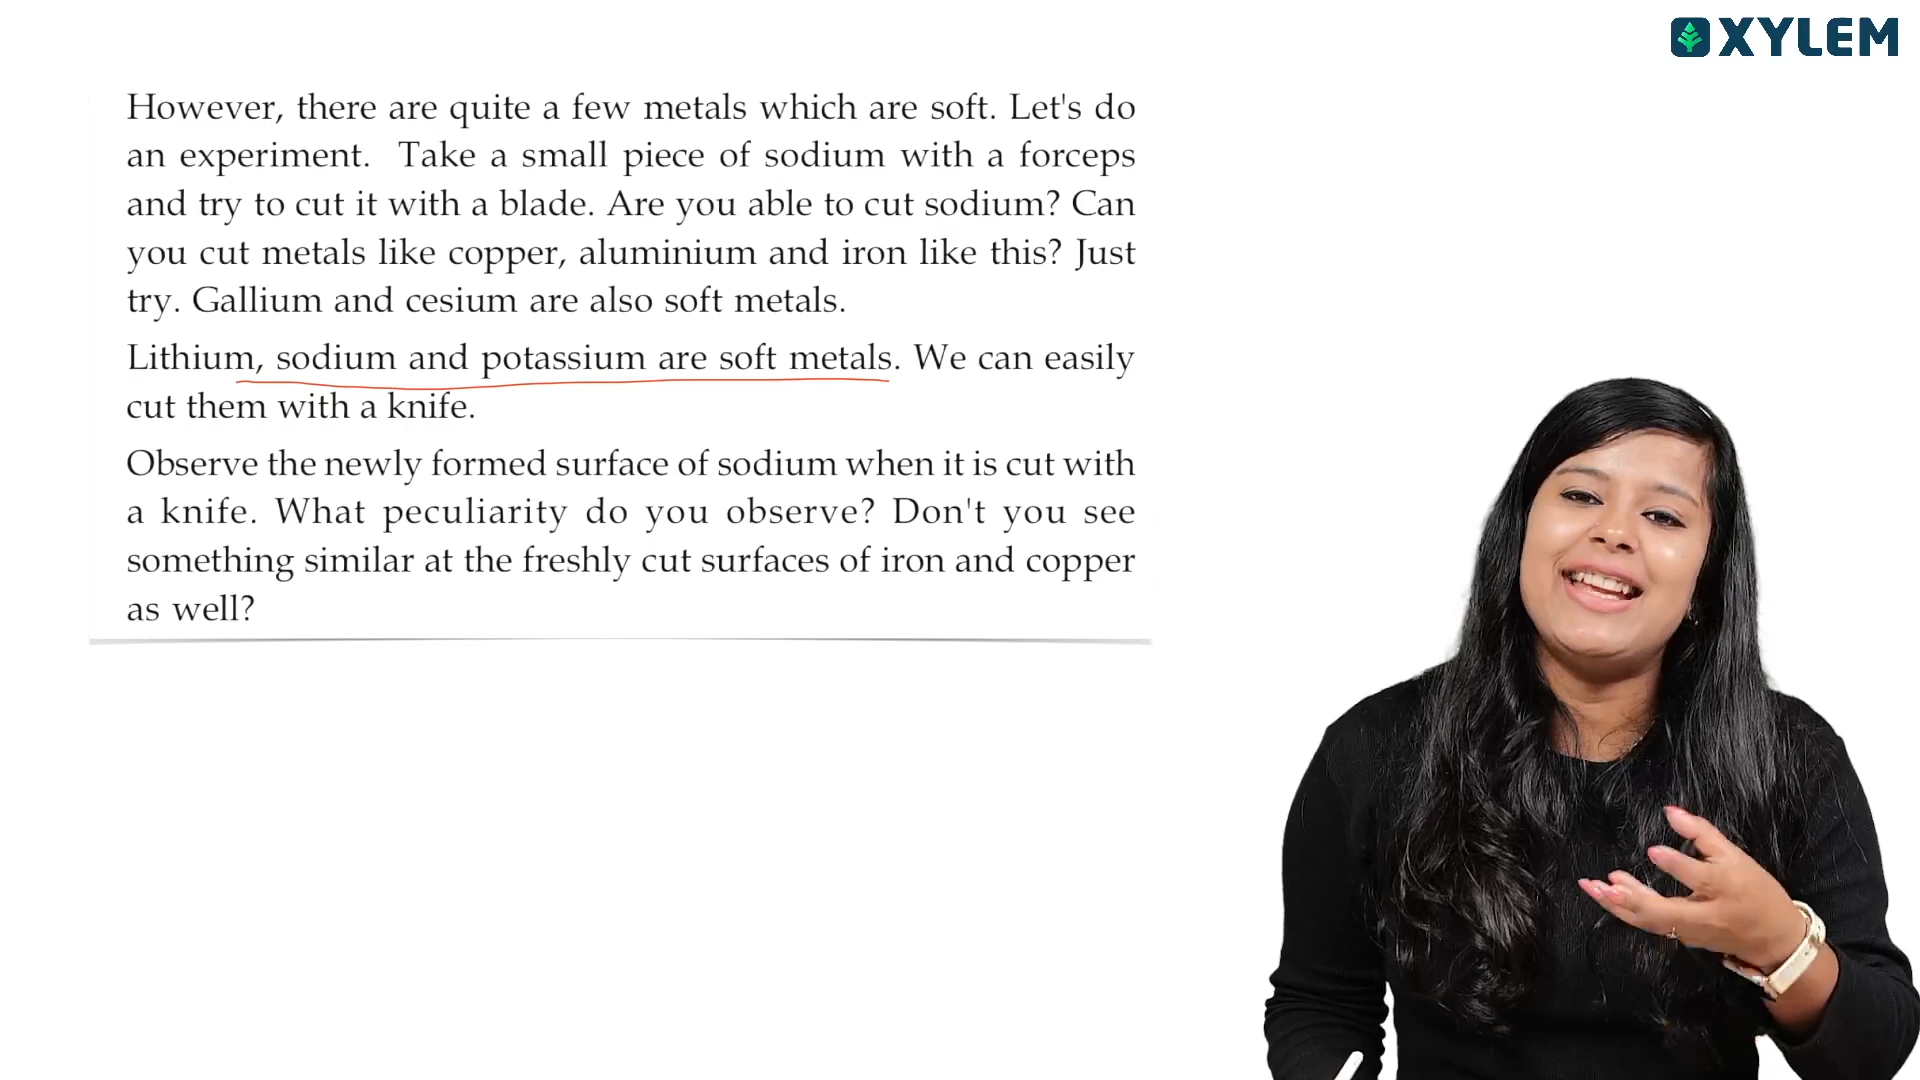 XYLEM
However, there are quite a few metals which are soft. Let's do
an experiment. Take a small piece of sodium with a forceps
and try to cut it with a blade. Are you able to cut sodium? Can
you cut metals like copper, aluminium and iron like this? Just
try. Gallium and cesium are also soft metals.
Lithium, sodium and potassium are soft metals. We can easily
cut them with a knife.
Observe the newly formed surface of sodium when it is cut with
a knife. What peculiarity do you observe? Don't you see
something similar at the freshly cut surfaces of iron and copper
as well?